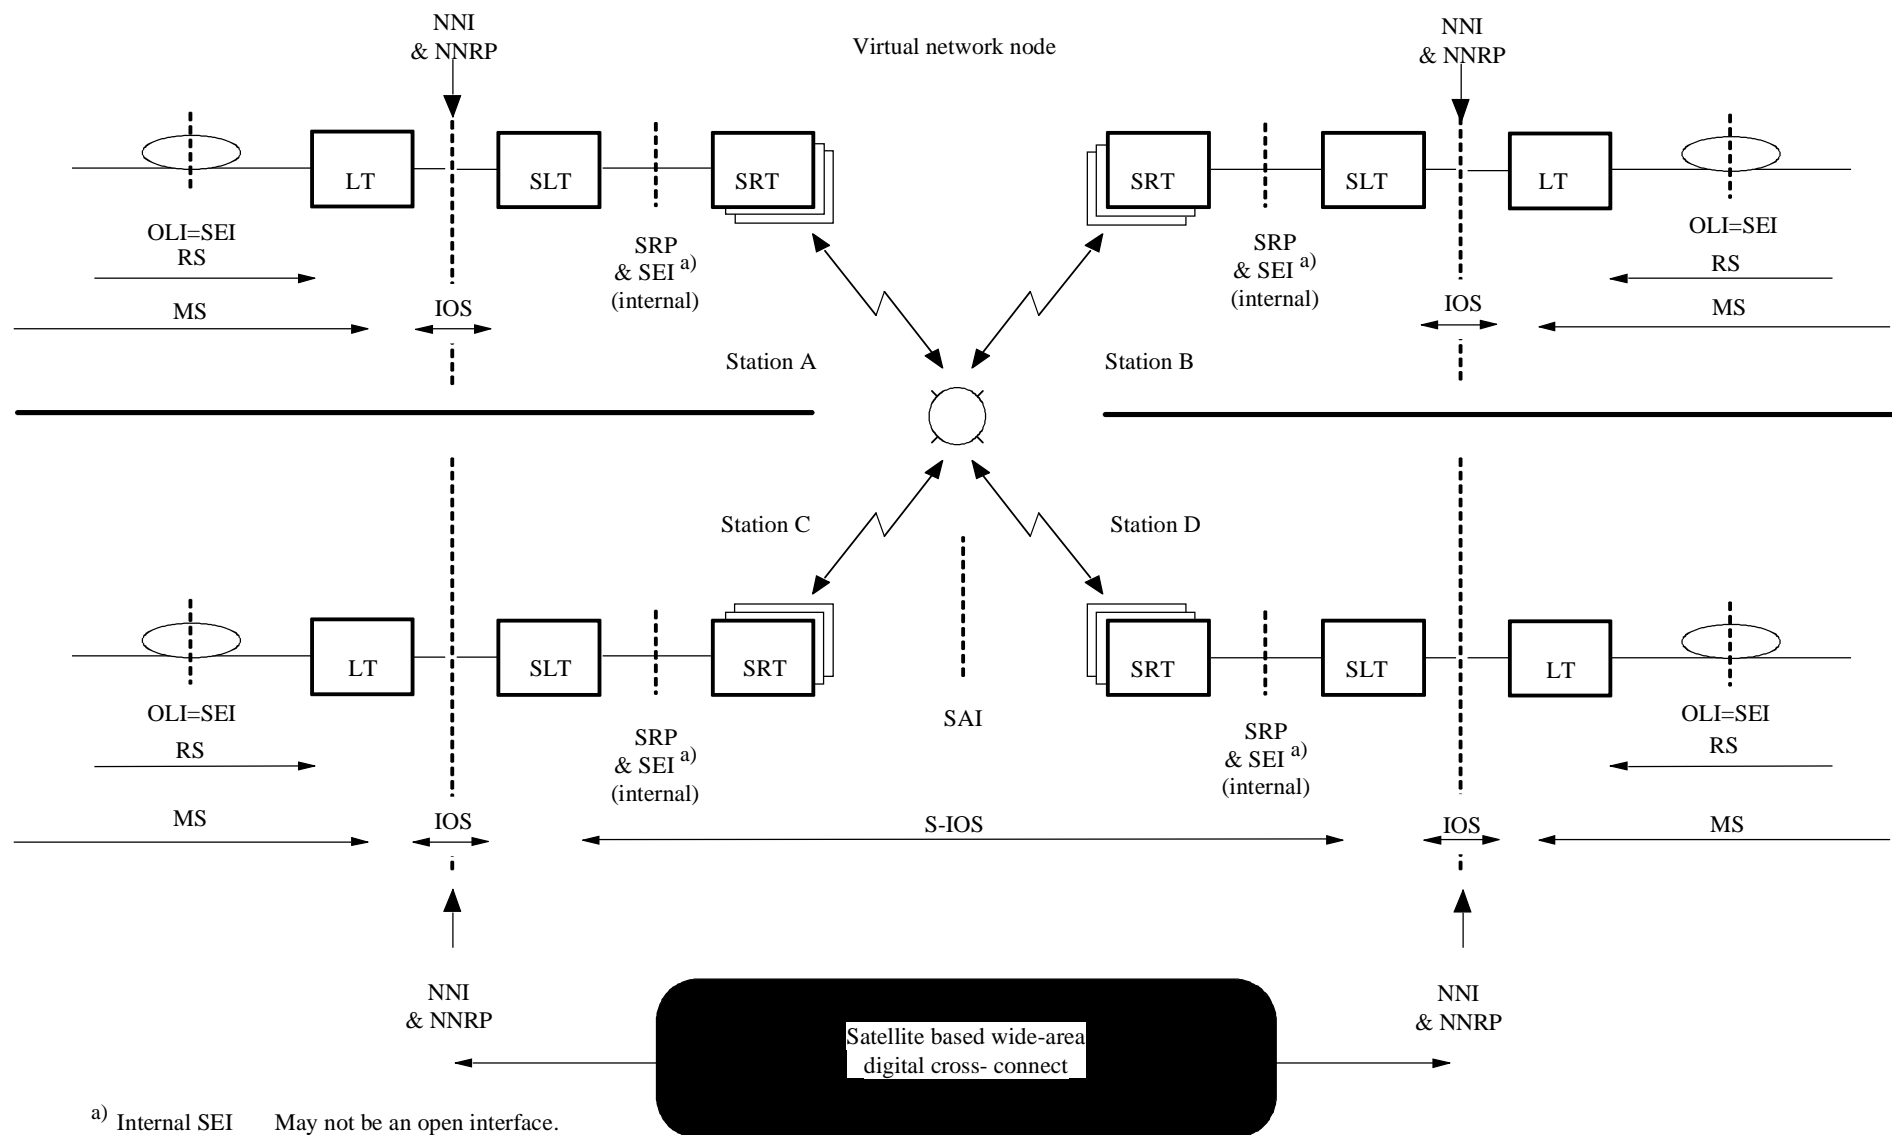 NNI
& NNRP
Virtual network node
NNI
& NNRP
LT
SLT
SRT
SRT
SLT
LT
OLI=SEI
RS
MS
IOS
SRP
& SEI a)
(internal)
Station A
Station B
SRP
& SEI a)
(internal)
IOS
OLI=SEI
RS
MS
Station C
Station D
LT
SLT
SRT
SAI
SRT
SLT
LT
OLI=SEI
RS
MS
IOS
SRP
& SEI a)
(internal)
S-IOS
SRP
& SEI a)
(internal)
IOS
OLI=SEI
RS
MS
NNI
& NNRP
NNI
& NNRP
Satellite based wide-area
digital cross- connect
a) Internal SEI May not be an open interface.